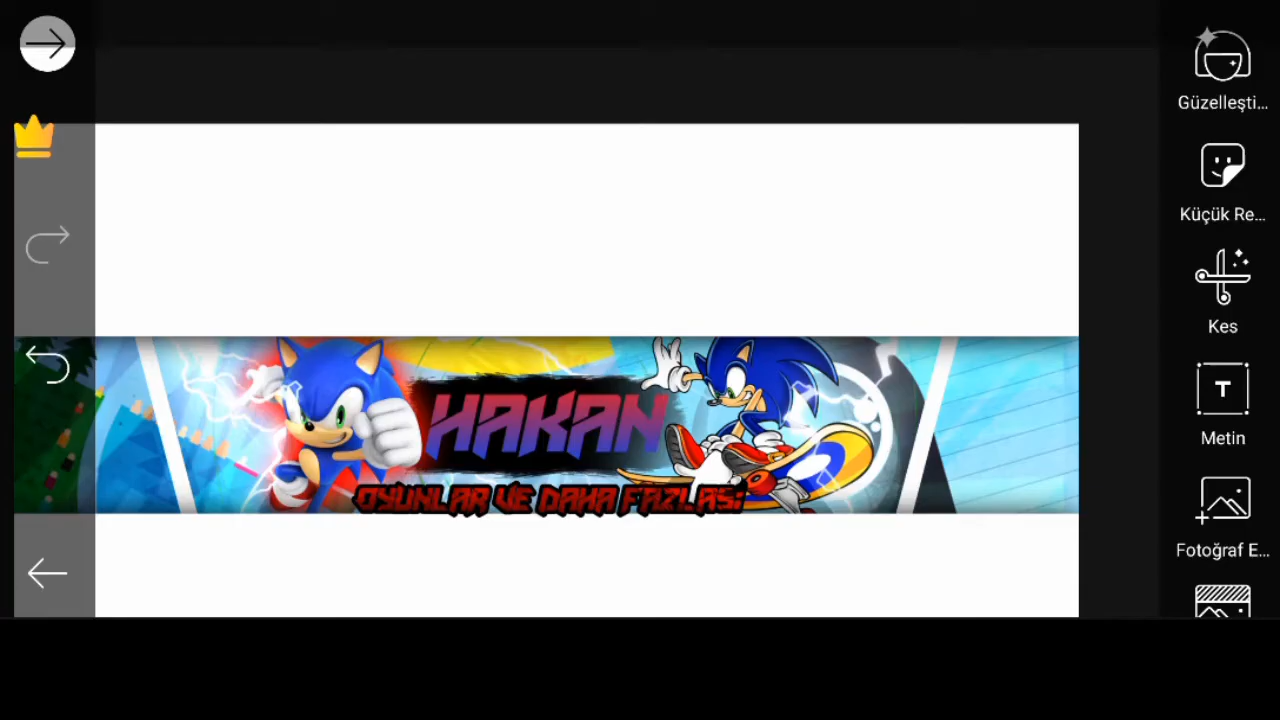 Güzelleşti...
Küçük Re...
Kes
T
Metin
Fotoğraf E...
HAKAN
OYUNLAR VE DAHA FAZLASI